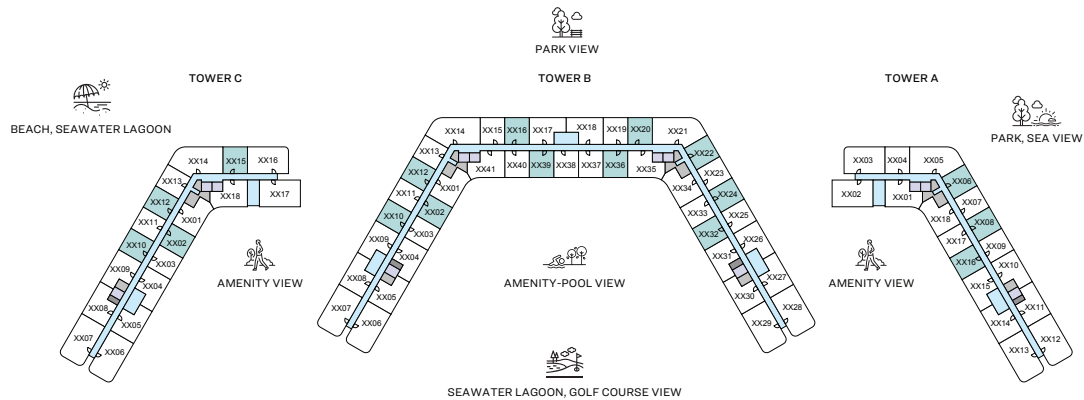 PARK VIEW
TOWER C
TOWER B
TOWER A
BEACH, SEAWATER LAGOON
PARK, SEA VIEW
XX14
XX15
XX16
XX13
XX18
XX17
XX12
XX01
XX11
XX02
XX10
XX03
XX09
XX04
XX08
XX05
XX07
XX06
XX14
XX15
XX16
XX17
XX18
XX19
XX20
XX21
XX13
XX41
XX40
XX39
XX38
XX37
XX36
XX35
XX22
XX12
XX01
XX34
XX23
XX11
XX02
XX33
XX24
XX10
XX03
XX32
XX25
XX09
XX04
XX31
XX26
XX08
XX05
XX30
XX27
XX07
XX06
XX29
XX28
XX03
XX04
XX05
XX02
XX01
XX06
XX18
XX07
XX17
XX08
XX16
XX09
XX15
XX10
XX14
XX11
XX13
XX12
AMENITY VIEW
AMENITY-POOL VIEW
AMENITY VIEW
SEAWATER LAGOON, GOLF COURSE VIEW